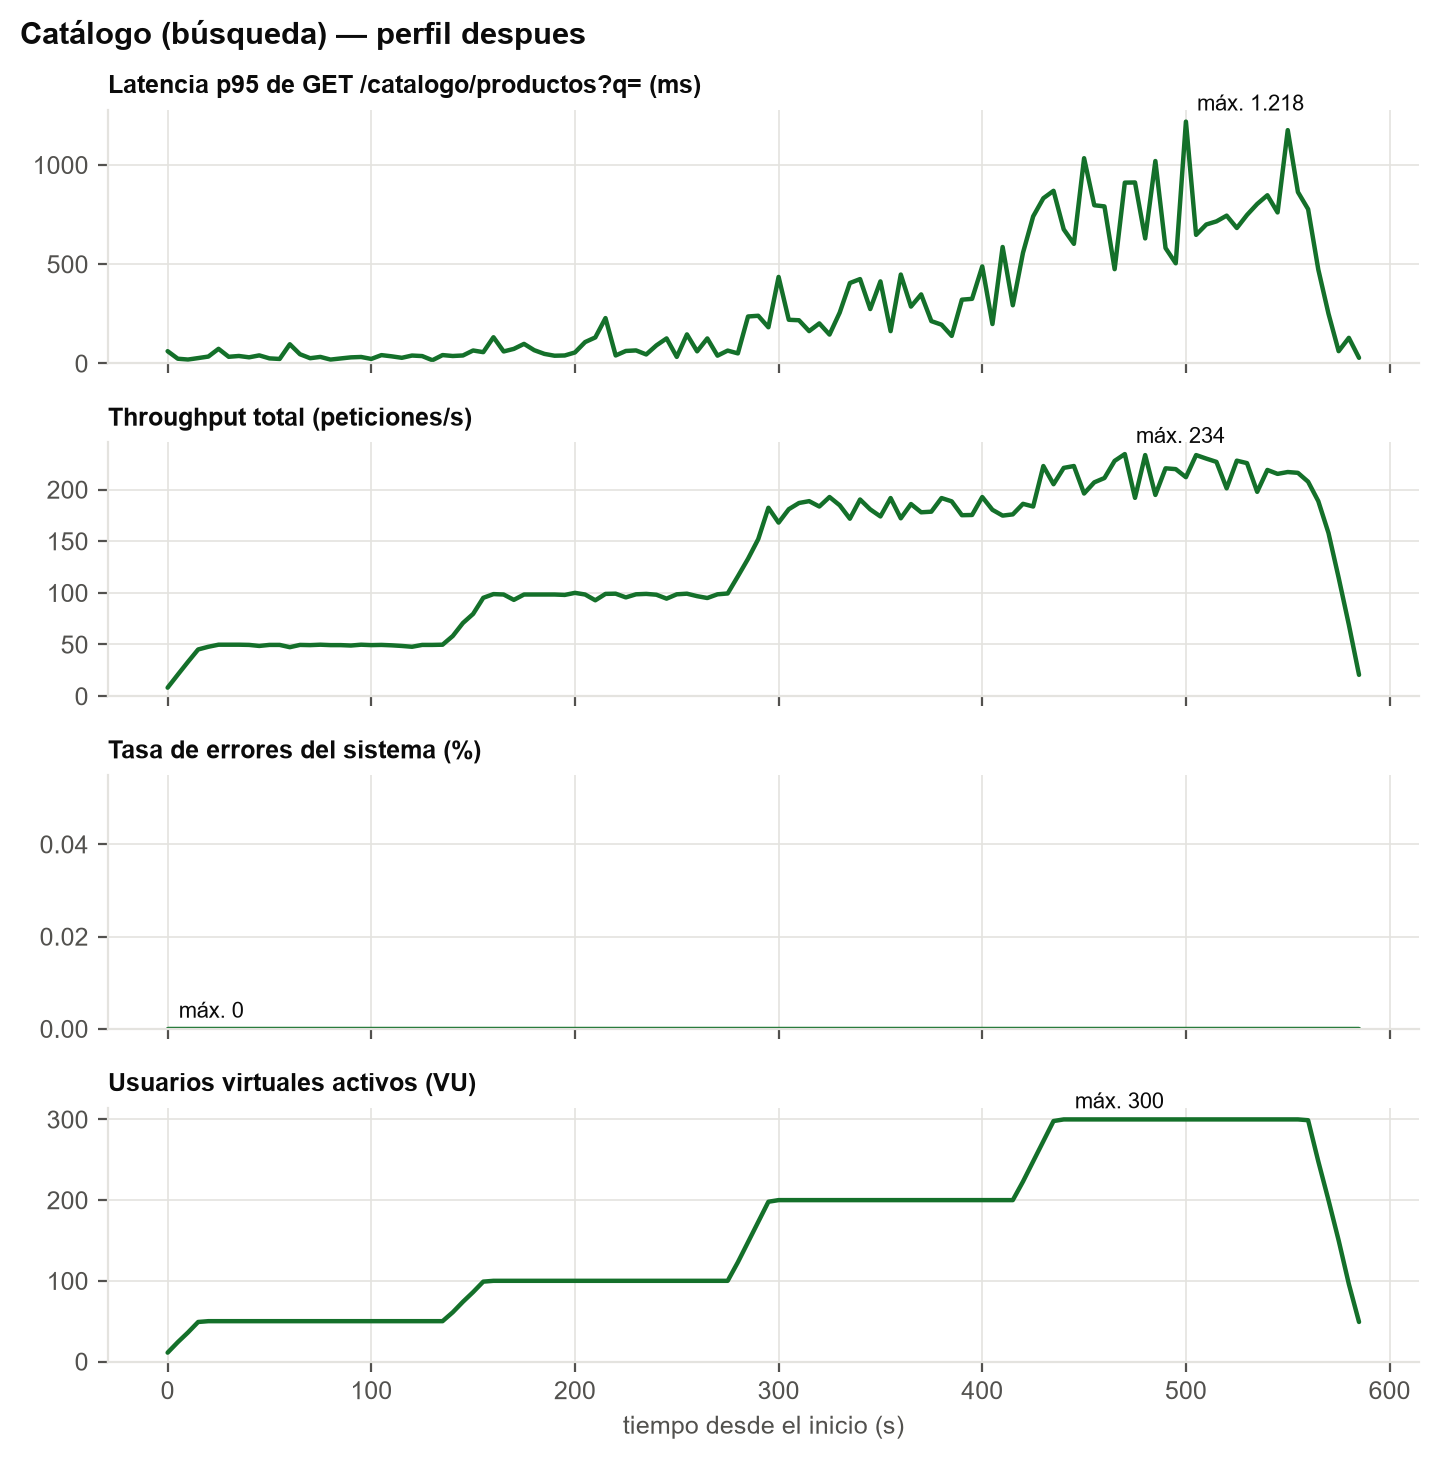 Catálogo (búsqueda) — perfil despues
Latencia p95 de GET /catalogo/productos?q= (ms)
máx. 1.218
1000
500
0
Throughput total (peticiones/s)
máx. 234
200
150
100
50
0
Tasa de errores del sistema (%)
0.04
0.02
máx. 0
0.00
Usuarios virtuales activos (VU)
máx. 300
300
200
100
0
0 100 200 300 400 500 600
tiempo desde el inicio (s)